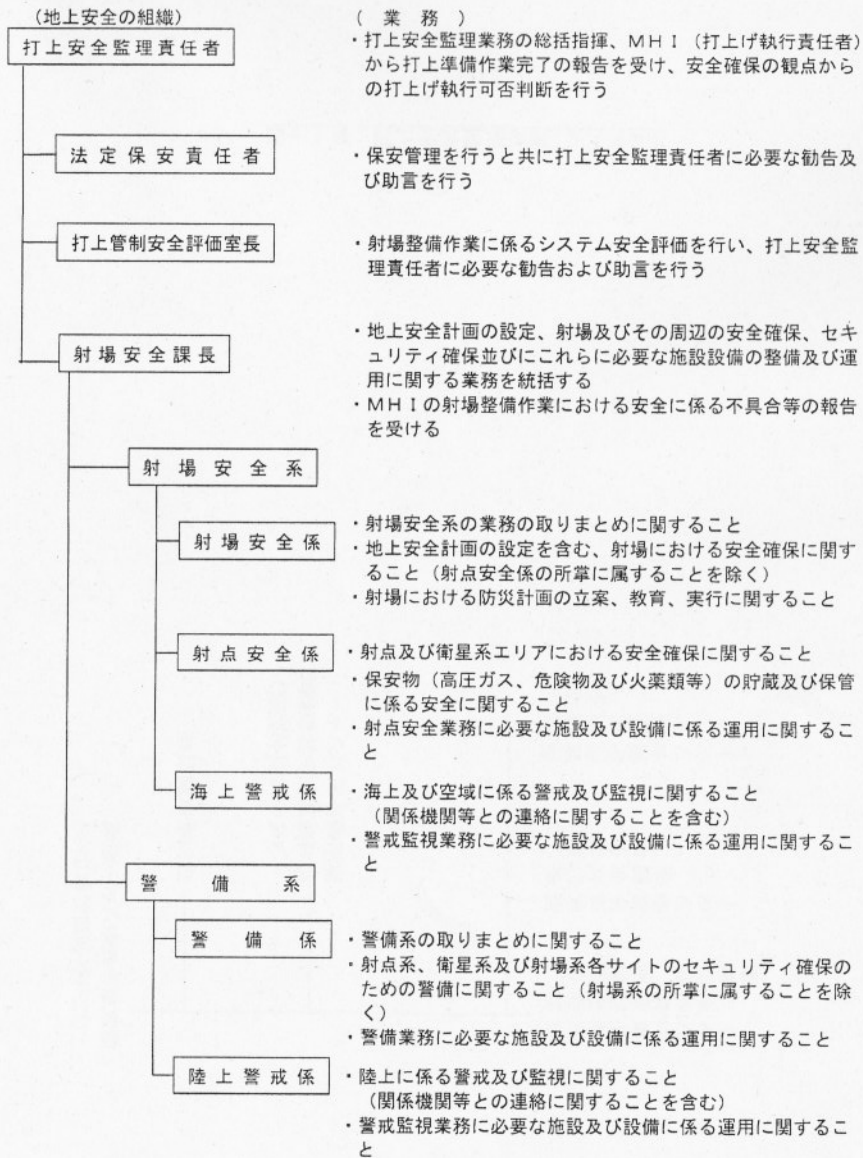 (地上安全の組織)
(業務)
打上安全監理責任者
・打上安全監理業務の総括指揮、MHI(打上げ執行責任者)
から打上準備作業完了の報告を受け、安全確保の観点から
の打上げ執行可否判断を行う
法定保安責任者
・保安管理を行うと共に打上安全監理責任者に必要な勧告及
び助言を行う
打上管制安全評価室長
・射場整備作業に係るシステム安全評価を行い、打上安全監
理責任者に必要な勧告および助言を行う
射場安全課長
・地上安全計画の設定、射場及びその周辺の安全確保、セキ
ュリティ確保並びにこれらに必要な施設設備の整備及び運
用に関する業務を統括する
・MHIの射場整備作業における安全に係る不具合等の報告
を受ける
射場安全系
射場安全係
・射場安全系の業務の取りまとめに関すること
・地上安全計画の設定を含む、射場における安全確保に関す
ること(射点安全係の所掌に属することを除く)
・射場における防災計画の立案、教育、実行に関すること
射点安全係
・射点及び衛星系エリアにおける安全確保に関すること
・保安物(高圧ガス、危険物及び火薬類等)の貯蔵及び保管
に係る安全に関すること
・射点安全業務に必要な施設及び設備に係る運用に関するこ
と
海上警戒係
・海上及び空域に係る警戒及び監視に関すること
(関係機関等との連絡に関することを含む)
・警戒監視業務に必要な施設及び設備に係る運用に関するこ
と
警備系
警備係
・警備系の取りまとめに関すること
・射点系、衛星系及び射場系各サイトのセキュリティ確保の
ための警備に関すること(射場系の所掌に属することを除
く)
・警備業務に必要な施設及び設備に係る運用に関すること
陸上警戒係
・陸上に係る警戒及び監視に関すること
(関係機関等との連絡に関することを含む)
・警戒監視業務に必要な施設及び設備に係る運用に関するこ
と